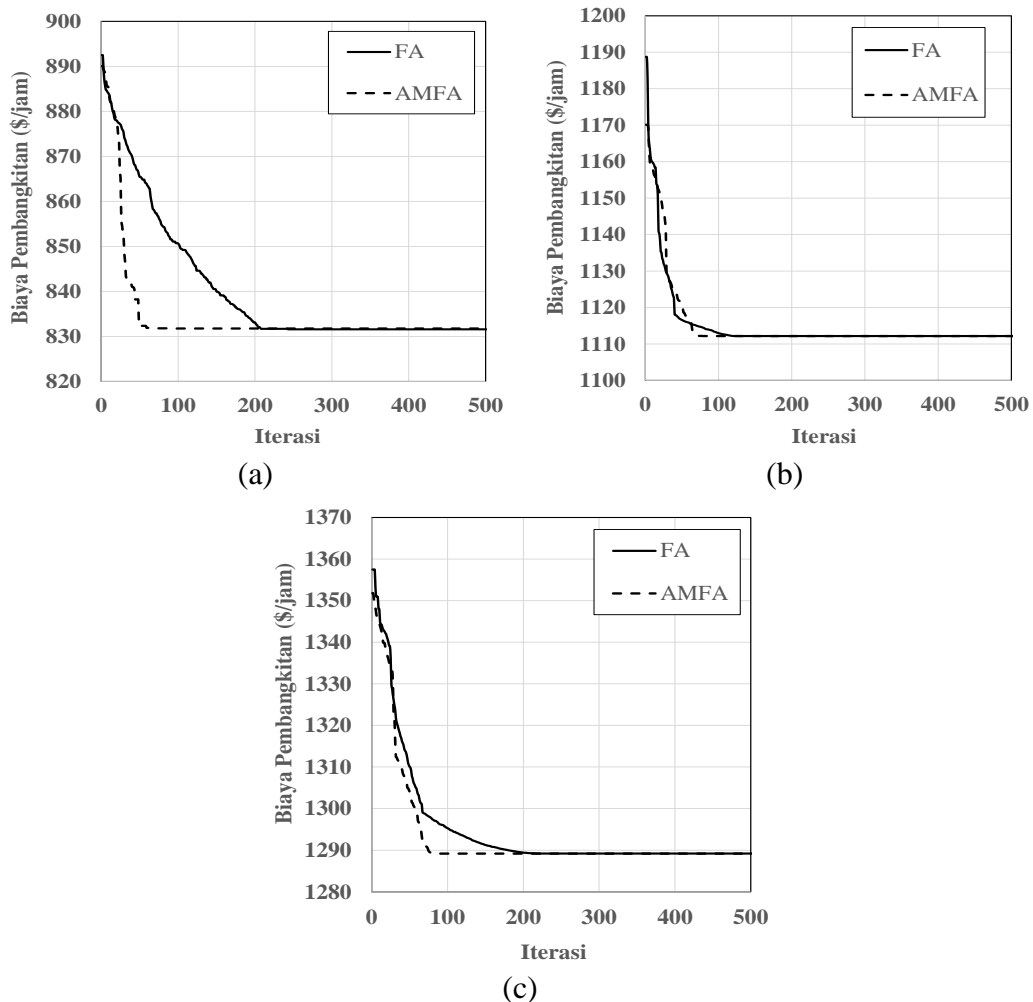 900
890
880
870
860
850
840
830
820
Biaya Pembangkitan ($/jam)
FA
AMFA
0 100 200 300 400 500
Iterasi
(a)
1200
1190
1180
1170
1160
1150
1140
1130
1120
1110
1100
Biaya Pembangkitan ($/jam)
FA
AMFA
0 100 200 300 400 500
Iterasi
(b)
1370
1360
1350
1340
1330
1320
1310
1300
1290
1280
Biaya Pembangkitan ($/jam)
FA
AMFA
0 100 200 300 400 500
Iterasi
(c)